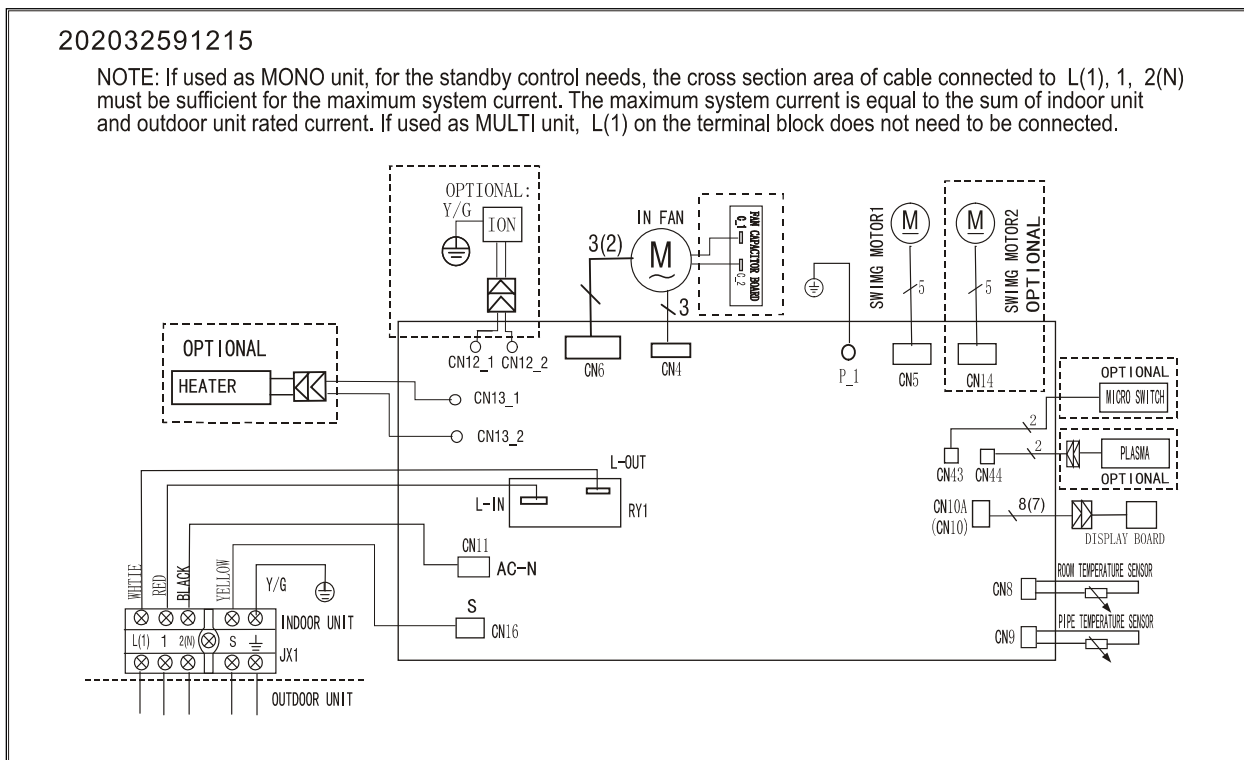 202032591215
NOTE: If used as MONO unit, for the standby control needs, the cross section area of cable connected to L(1), 1, 2(N)
must be sufficient for the maximum system current. The maximum system current is equal to the sum of indoor unit
and outdoor unit rated current. If used as MULTI unit, L(1) on the terminal block does not need to be connected.
OPTIONAL:
Y/G
ION
CN12_1
CN12_2
IN FAN
M
3(2)
3
CN6
CN4
FAN CAPACITOR BOARD
C_1
C_2
P_1
SWIMG MOTOR1
M
5
CN5
SWIMG MOTOR2
OPTIONAL
M
5
CN14
OPTIONAL
HEATER
CN13_1
CN13_2
OPTIONAL
MICRO SWITCH
2
CN43
CN44
2
PLASMA
OPTIONAL
L-OUT
L-IN
RY1
CN10A
(CN10)
8(7)
DISPLAY BOARD
CN11
AC-N
S
CN16
CN8
ROOM TEMPERATURE SENSOR
CN9
PIPE TEMPERATURE SENSOR
WHTIE
RED
BLACK
YELLOW
Y/G
INDOOR UNIT
L(1)
1
2(N)
S
JX1
OUTDOOR UNIT